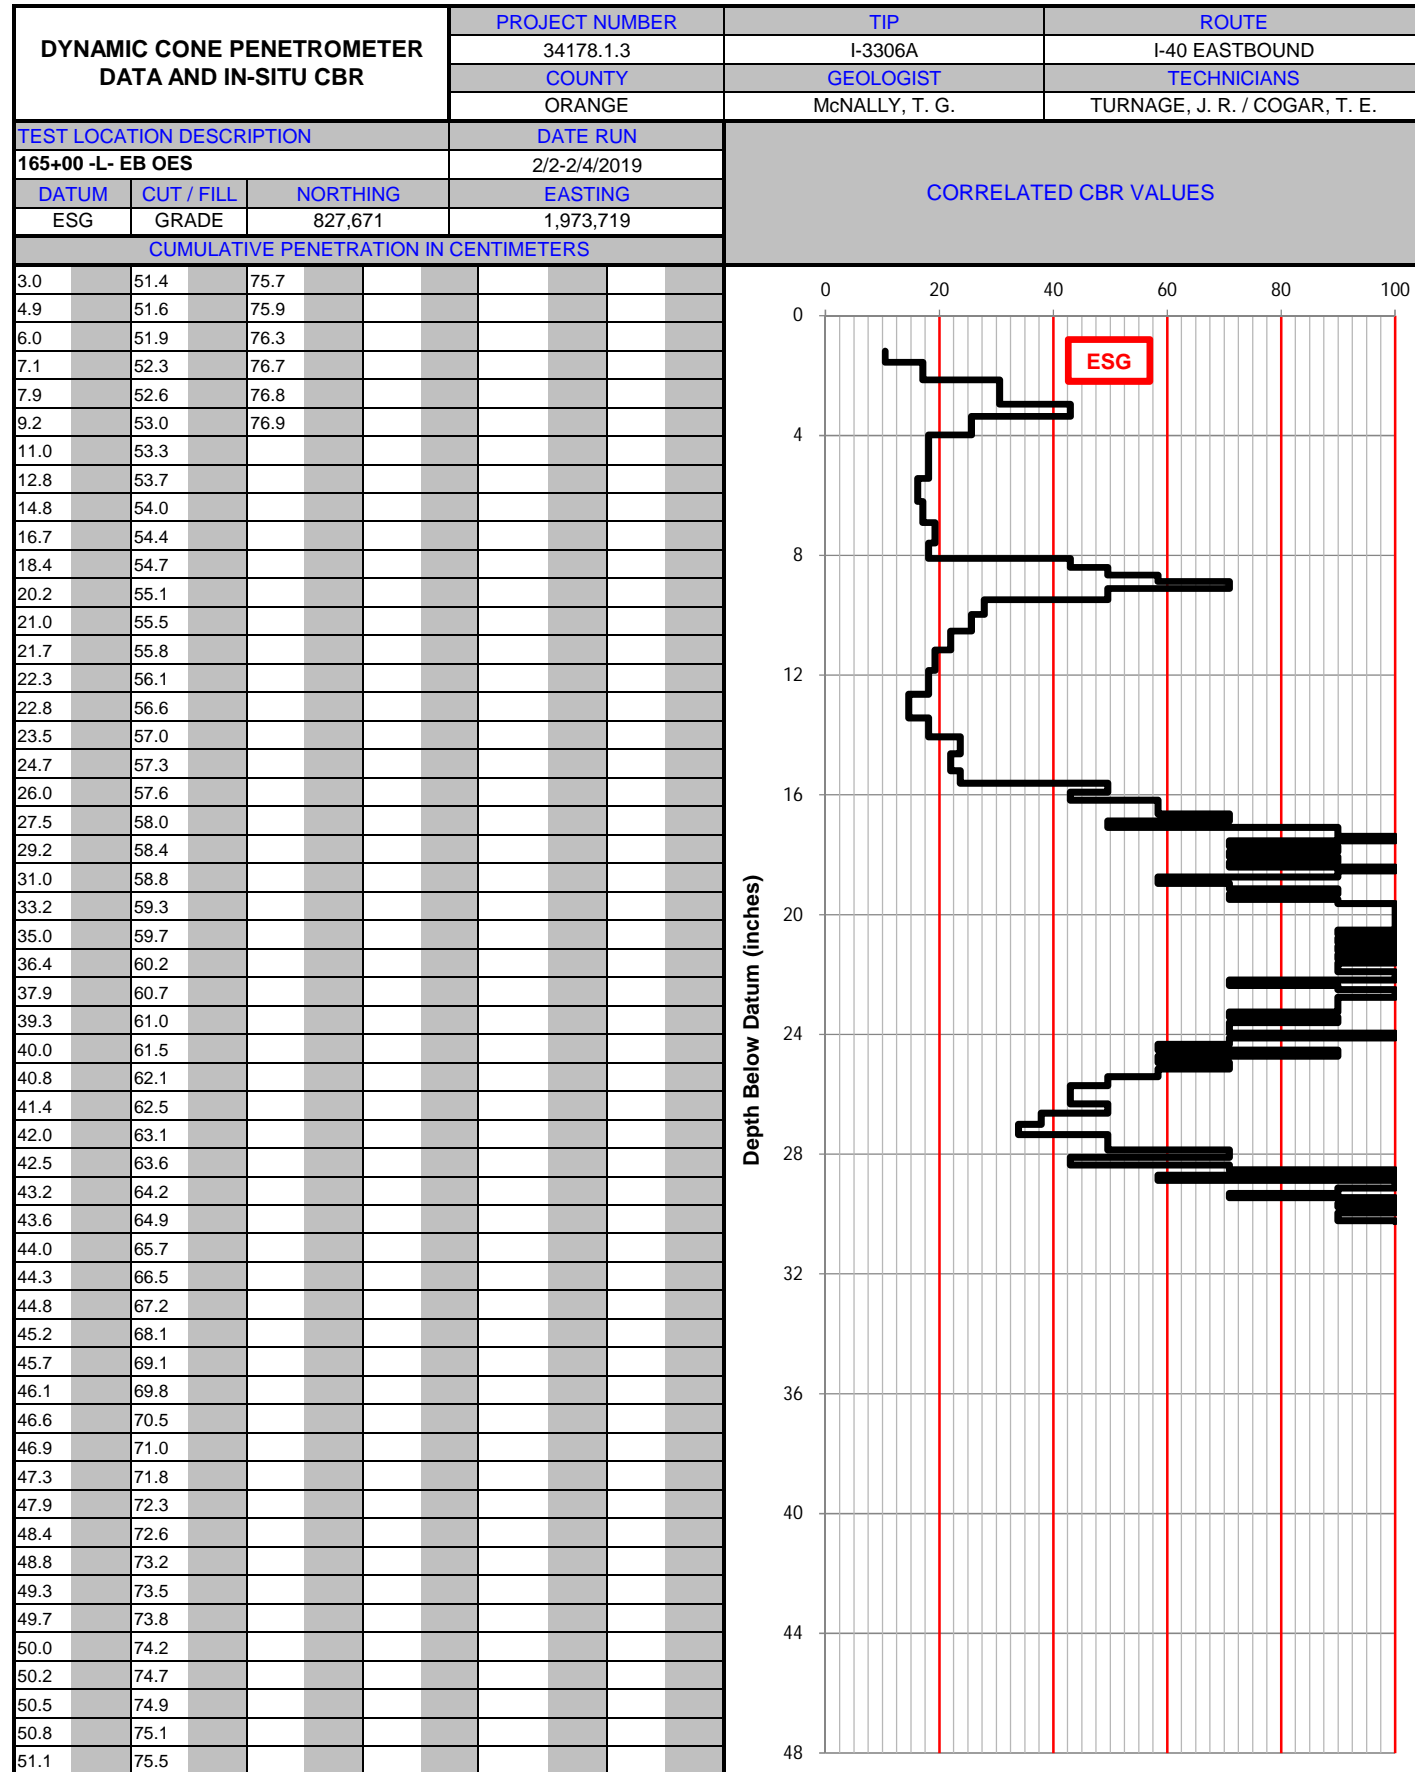 DYNAMIC CONE PENETROMETER
DATA AND IN-SITU CBR
PROJECT NUMBER TIP ROUTE
34178.1.3 I-3306A I-40 EASTBOUND
COUNTY GEOLOGIST TECHNICIANS
ORANGE McNALLY, T. G. TURNAGE, J. R. / COGAR, T. E.
TEST LOCATION DESCRIPTION DATE RUN
165+00 -L- EB OES 2/2-2/4/2019
DATUM CUT / FILL NORTHING EASTING
ESG GRADE 827,671 1,973,719
CUMULATIVE PENETRATION IN CENTIMETERS
CORRELATED CBR VALUES
3.0 51.4 75.7
4.9 51.6 75.9
6.0 51.9 76.3
7.1 52.3 76.7
7.9 52.6 76.8
9.2 53.0 76.9
11.0 53.3
12.8 53.7
14.8 54.0
16.7 54.4
18.4 54.7
20.2 55.1
21.0 55.5
21.7 55.8
22.3 56.1
22.8 56.6
23.5 57.0
24.7 57.3
26.0 57.6
27.5 58.0
29.2 58.4
31.0 58.8
33.2 59.3
35.0 59.7
36.4 60.2
37.9 60.7
39.3 61.0
40.0 61.5
40.8 62.1
41.4 62.5
42.0 63.1
42.5 63.6
43.2 64.2
43.6 64.9
44.0 65.7
44.3 66.5
44.8 67.2
45.2 68.1
45.7 69.1
46.1 69.8
46.6 70.5
46.9 71.0
47.3 71.8
47.9 72.3
48.4 72.6
48.8 73.2
49.3 73.5
49.7 73.8
50.0 74.2
50.2 74.7
50.5 74.9
50.8 75.1
51.1 75.5
0 20 40 60 80 100
ESG
Depth Below Datum (inches)
0
4
8
12
16
20
24
28
32
36
40
44
48